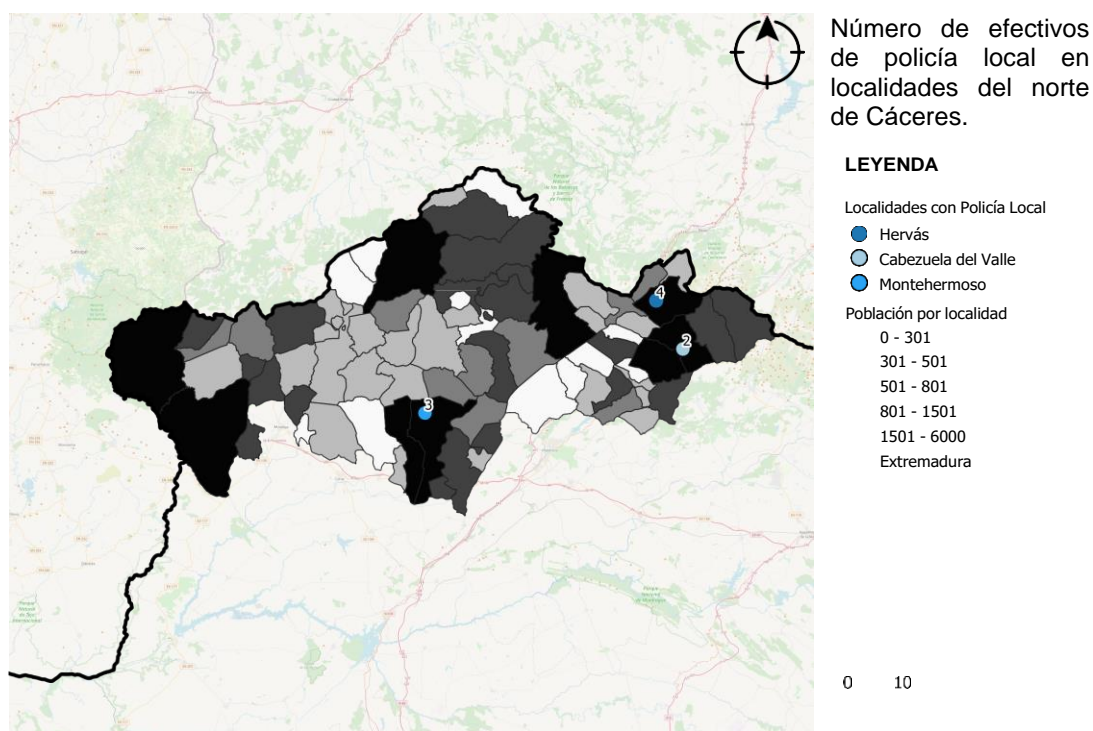 Número de efectivos
de policía local en
localidades del norte
de Cáceres.
LEYENDA
Localidades con Policía Local
Hervás
Cabezuela del Valle
Montehermoso
Población por localidad
0 - 301
301 - 501
501 - 801
801 - 1501
1501 - 6000
Extremadura
0 10
4
2
3